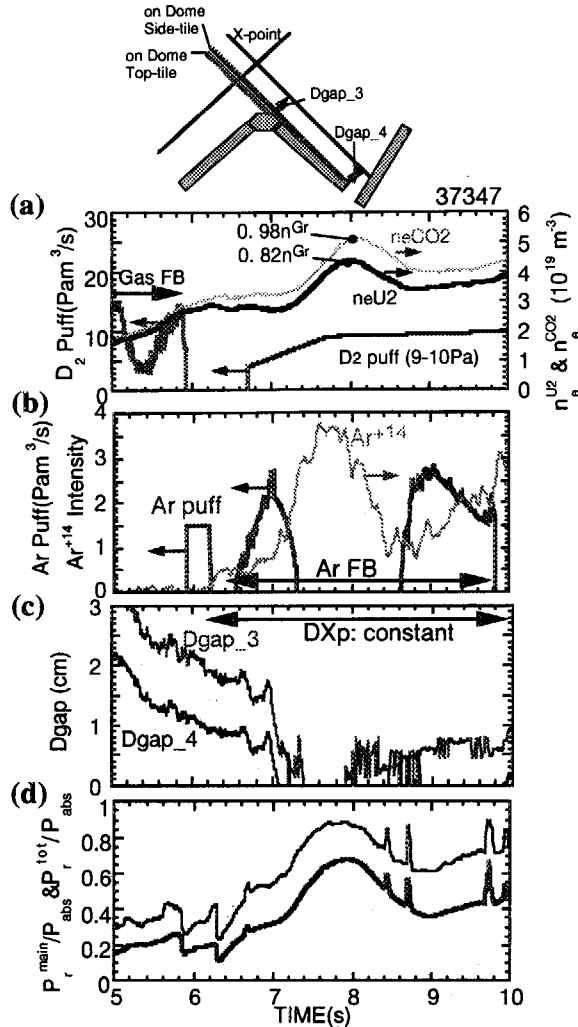 on Dome
Side-tile
X-point
on Dome
Top-tile
Dgap_3
Dgap_4
37347
(a)
30
20
10
0
D2 Puff(Pam3/s)
Gas FB
0. 98nGr
0. 82nGr
neCO2
neU2
D2 puff (9-10Pa)
6
5
4
3
2
1
0
neU2 & neCO2 (1019 m-3)
(b)
4
3
2
1
0
Ar Puff(Pam3/s)
Ar+14 Intensity
Ar+14
Ar puff
Ar FB
(c)
3
2
1
0
Dgap (cm)
DXp: constant
Dgap_3
Dgap_4
(d)
1
0.8
0.6
0.4
0.2
0
Prmain/Pabs &Prtot/Pabs
5
6
7
8
9
10
TIME(s)